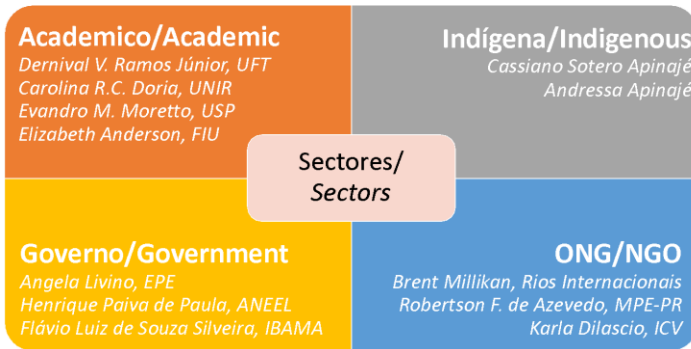 Academico/Academic
Dernival V. Ramos Júnior, UFT
Carolina R.C. Doria, UNIR
Evandro M. Moretto, USP
Elizabeth Anderson, FIU
Indígena/Indigenous
Cassiano Sotero Apinajé
Andressa Apinajé
Sectores/
Sectors
Governo/Government
Angela Livino, EPE
Henrique Paiva de Paula, ANEEL
Flávio Luiz de Souza Silveira, IBAMA
ONG/NGO
Brent Millikan, Rios Internacionais
Robertson F. de Azevedo, MPE-PR
Karla Dilascio, ICV